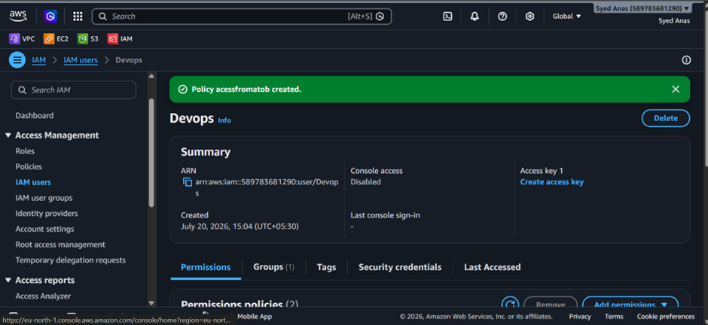 aws
Search [Alt+S]
Global
Syed Anas (589783681290)
Syed Anas
VPC EC2 S3 IAM
IAM > IAM users > Devops
Search IAM
Dashboard
Access Management
Roles
Policies
IAM users
IAM user groups
Identity providers
Account settings
Root access management
Temporary delegation requests
Access reports
Access Analyzer
Policy acessfromatob created.
Devops Info
Delete
Summary
ARN
arn:aws:iam::589783681290:user/Devop
s
Console access
Disabled
Access key 1
Create access key
Created
July 20, 2026, 15:04 (UTC+05:30)
Last console sign-in
-
Permissions Groups (1) Tags Security credentials Last Accessed
Permissions policies (2)
Remove
Add permissions
https://eu-north-1.console.aws.amazon.com/console/home?region=eu-nort...
Mobile App
© 2026, Amazon Web Services, Inc. or its affiliates.
Privacy Terms Cookie preferences